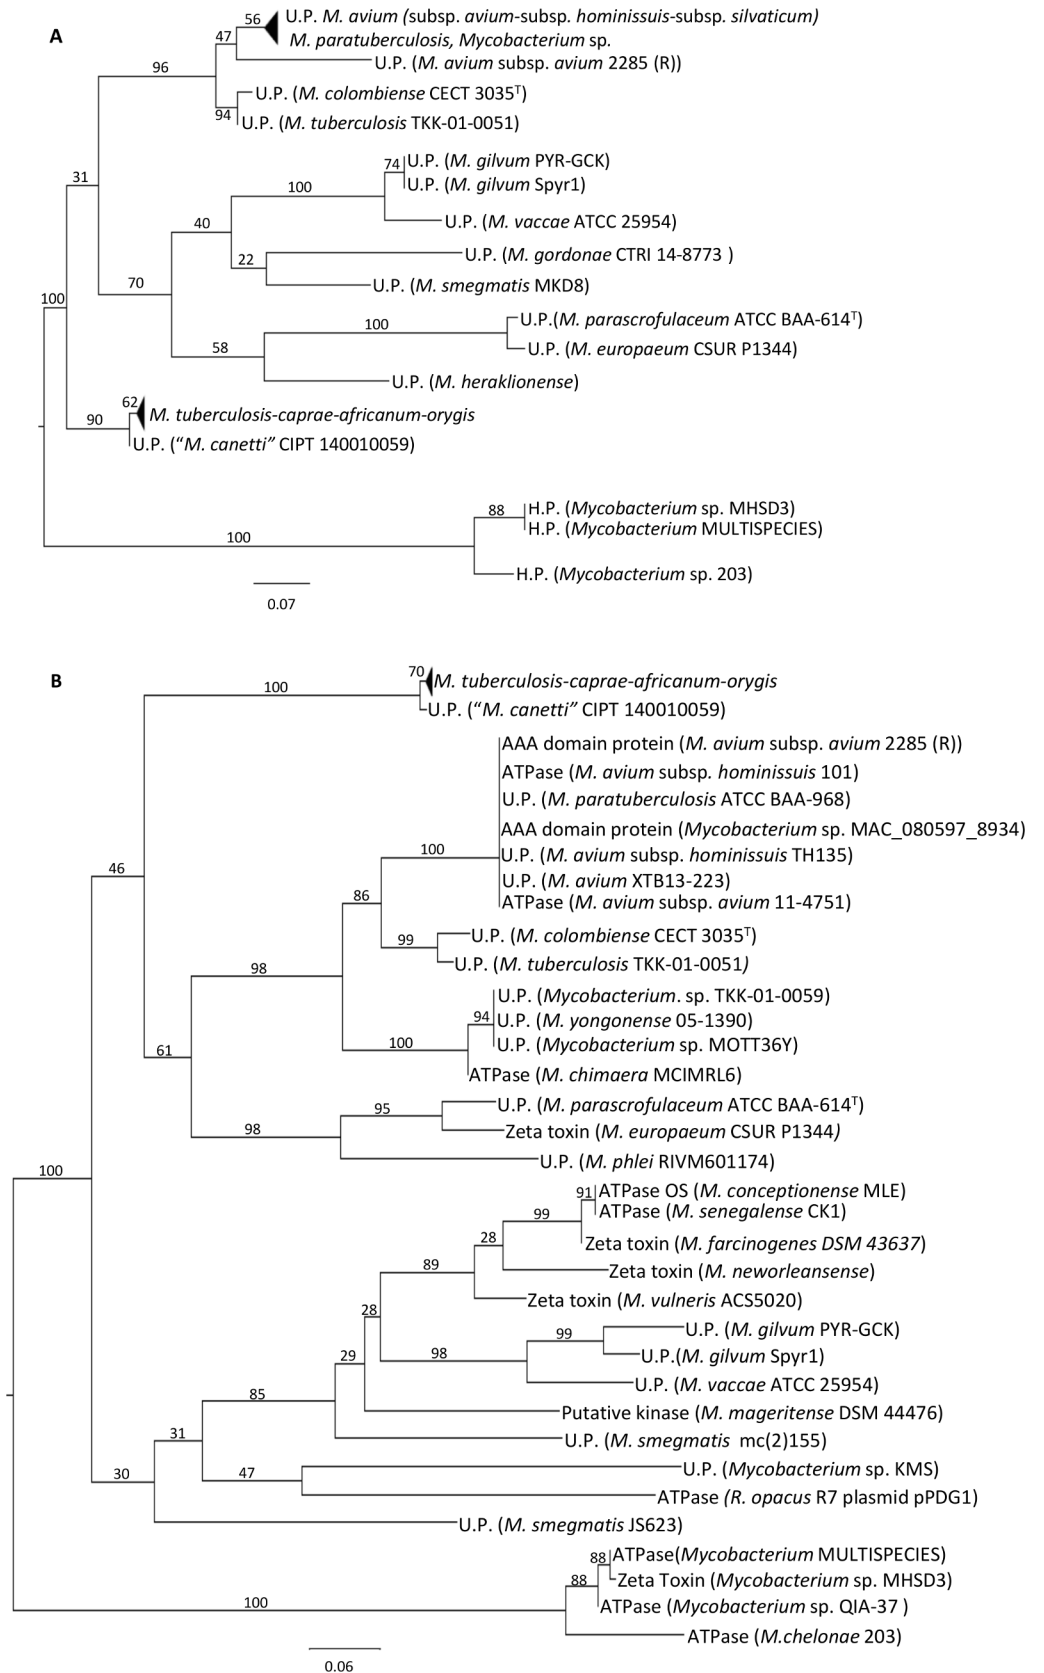 A
56
U.P. M. avium (subsp. avium-subsp. hominissuis-subsp. silvaticum)
47
M. paratuberculosis, Mycobacterium sp.
U.P. (M. avium subsp. avium 2285 (R))
96
U.P. (M. colombiense CECT 3035ᵀ)
94
U.P. (M. tuberculosis TKK-01-0051)
74
U.P. (M. gilvum PYR-GCK)
31
100
U.P. (M. gilvum Spyr1)
40
U.P. (M. vaccae ATCC 25954)
22
U.P. (M. gordonae CTRI 14-8773 )
70
U.P. (M. smegmatis MKD8)
100
100
U.P.(M. parascrofulaceum ATCC BAA-614ᵀ)
58
U.P. (M. europaeum CSUR P1344)
U.P. (M. heraklionense)
62
M. tuberculosis-caprae-africanum-orygis
90
U.P. (“M. canetti” CIPT 140010059)
88
H.P. (Mycobacterium sp. MHSD3)
H.P. (Mycobacterium MULTISPECIES)
100
H.P. (Mycobacterium sp. 203)
0.07
B
70
M. tuberculosis-caprae-africanum-orygis
100
U.P. (“M. canetti” CIPT 140010059)
AAA domain protein (M. avium subsp. avium 2285 (R))
ATPase (M. avium subsp. hominissuis 101)
U.P. (M. paratuberculosis ATCC BAA-968)
AAA domain protein (Mycobacterium sp. MAC_080597_8934)
100
U.P. (M. avium subsp. hominissuis TH135)
46
U.P. (M. avium XTB13-223)
86
ATPase (M. avium subsp. avium 11-4751)
99
U.P. (M. colombiense CECT 3035ᵀ)
98
U.P. (M. tuberculosis TKK-01-0051)
U.P. (Mycobacterium. sp. TKK-01-0059)
94
U.P. (M. yongonense 05-1390)
61
100
U.P. (Mycobacterium sp. MOTT36Y)
ATPase (M. chimaera MCIMRL6)
95
U.P. (M. parascrofulaceum ATCC BAA-614ᵀ)
98
Zeta toxin (M. europaeum CSUR P1344)
100
U.P. (M. phlei RIVM601174)
91
ATPase OS (M. conceptionense MLE)
99
ATPase (M. senegalense CK1)
28
Zeta toxin (M. farcinogenes DSM 43637)
89
Zeta toxin (M. neworleansense)
28
Zeta toxin (M. vulneris ACS5020)
99
U.P. (M. gilvum PYR-GCK)
29
98
U.P.(M. gilvum Spyr1)
85
U.P. (M. vaccae ATCC 25954)
Putative kinase (M. mageritense DSM 44476)
31
U.P. (M. smegmatis mc(2)155)
30
47
U.P. (Mycobacterium sp. KMS)
ATPase (R. opacus R7 plasmid pPDG1)
U.P. (M. smegmatis JS623)
88
ATPase(Mycobacterium MULTISPECIES)
88
Zeta Toxin (Mycobacterium sp. MHSD3)
100
ATPase (Mycobacterium sp. QIA-37 )
ATPase (M.chelonae 203)
0.06